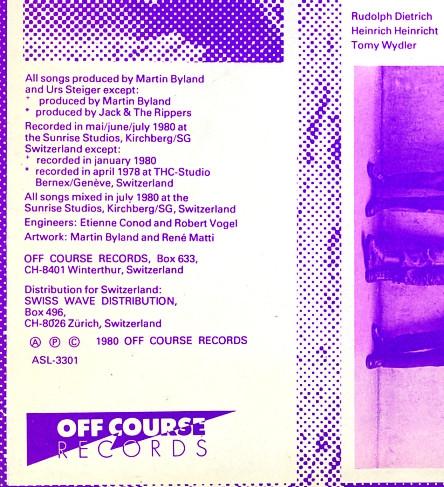 Rudolph Dietrich
Heinrich Heinricht
Tomy Wydler
All songs produced by Martin Byland
and Urs Steiger except:
+ produced by Martin Byland
* produced by Jack & The Rippers
Recorded in mai/june/july 1980 at
the Sunrise Studios, Kirchberg/SG
Switzerland except:
+ recorded in january 1980
* recorded in april 1978 at THC-Studio
Bernex/Genève, Switzerland
All songs mixed in july 1980 at the
Sunrise Studios, Kirchberg/SG, Switzerland
Engineers: Etienne Conod and Robert Vogel
Artwork: Martin Byland and René Matti
OFF COURSE RECORDS, Box 633,
CH-8401 Winterthur, Switzerland
Distribution for Switzerland:
SWISS WAVE DISTRIBUTION,
Box 496,
CH-8026 Zürich, Switzerland
Ⓐ Ⓟ Ⓒ 1980 OFF COURSE RECORDS
ASL-3301
OFF COURSE
RECORDS